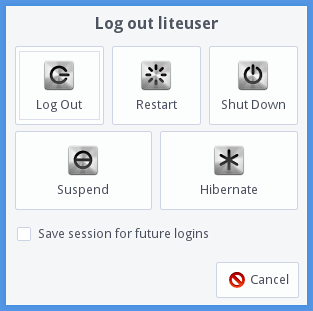 Log out liteuser
Log Out
Restart
Shut Down
Suspend
Hibernate
Save session for future logins
Cancel